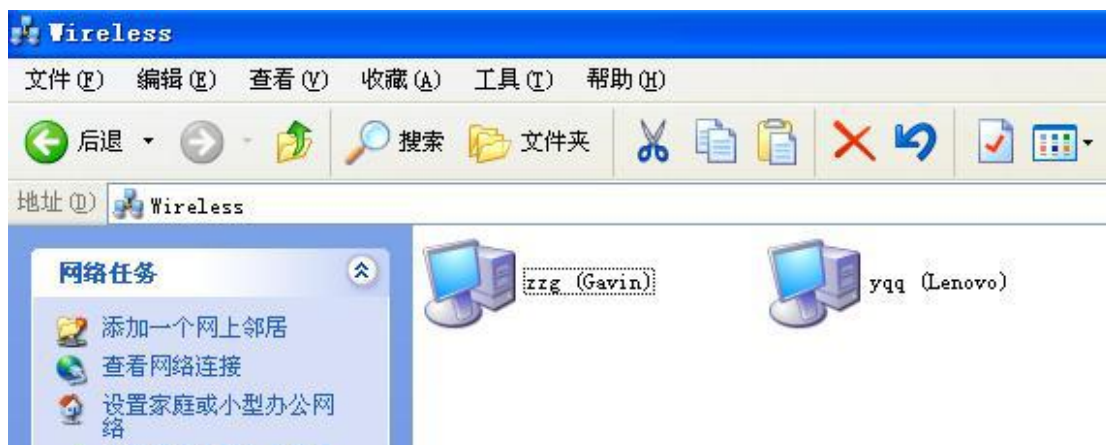 Wireless
文件(F) 编辑(E) 查看(V) 收藏(A) 工具(T) 帮助(H)
后退 搜索 文件夹
地址(D) Wireless
网络任务
添加一个网上邻居
查看网络连接
设置家庭或小型办公网
络
zzg (Gavin) yqq (Lenovo)